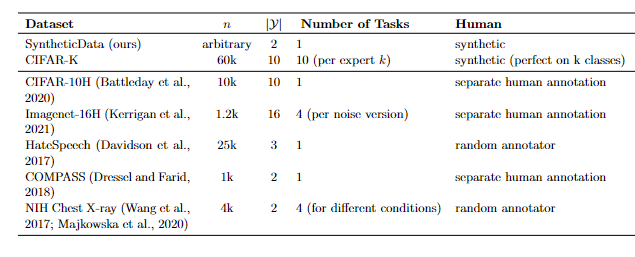 Dataset n |𝒴| Number of Tasks Human
SyntheticData (ours) arbitrary 2 1 synthetic
CIFAR-K 60k 10 10 (per expert k) synthetic (perfect on k classes)
CIFAR-10H (Battleday et al., 10k 10 1 separate human annotation
2020)
Imagenet-16H (Kerrigan et al., 1.2k 16 4 (per noise version) separate human annotation
2021)
HateSpeech (Davidson et al., 25k 3 1 random annotator
2017)
COMPASS (Dressel and Farid, 1k 2 1 separate human annotation
2018)
NIH Chest X-ray (Wang et al., 4k 2 4 (for different conditions) random annotator
2017; Majkowska et al., 2020)